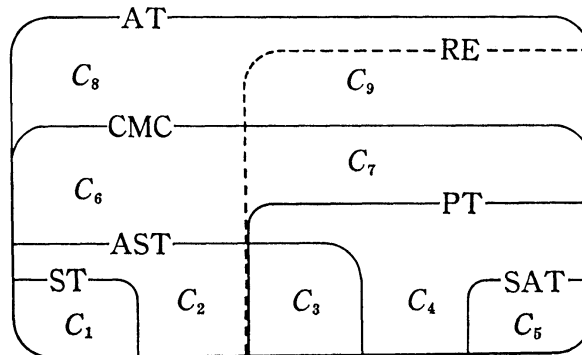 AT
RE
C₈
C₉
CMC
C₇
C₆
PT
AST
ST
SAT
C₂
C₃
C₄
C₁
C₅